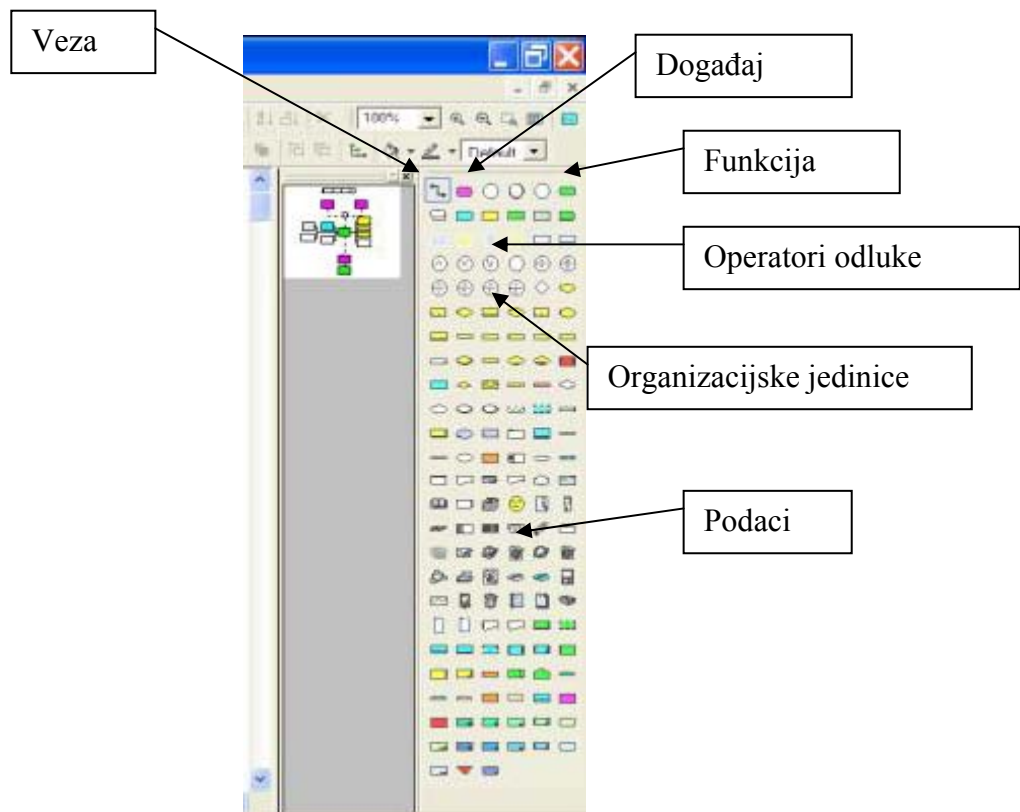 Veza
Događaj
100%
Default
Funkcija
Operatori odluke
Organizacijske jedinice
Podaci